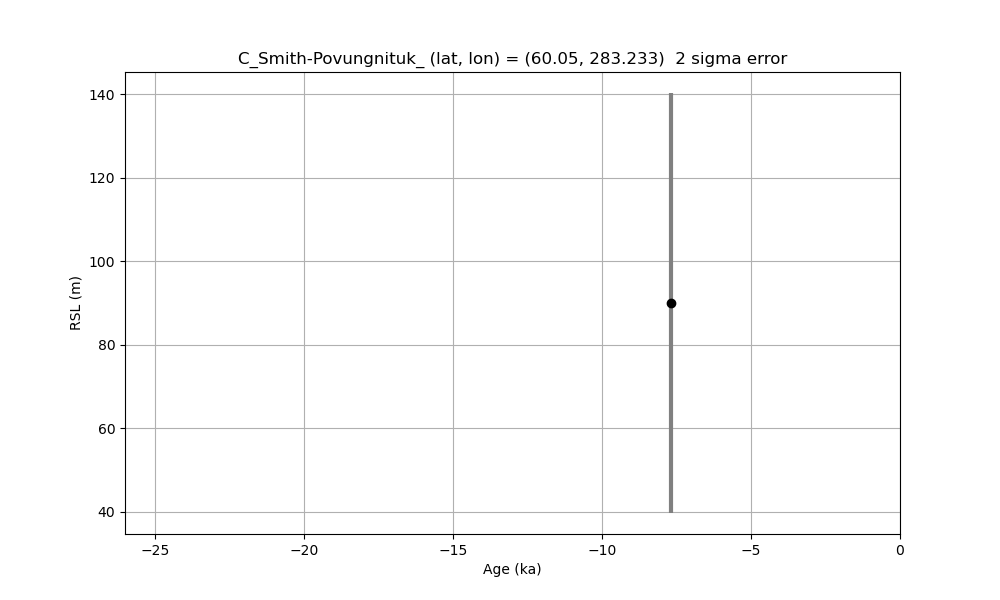 C_Smith-Povungnituk_ (lat, lon) = (60.05, 283.233)  2 sigma error
RSL (m)
140
120
100
80
60
40
−25 −20 −15 −10 −5 0
Age (ka)